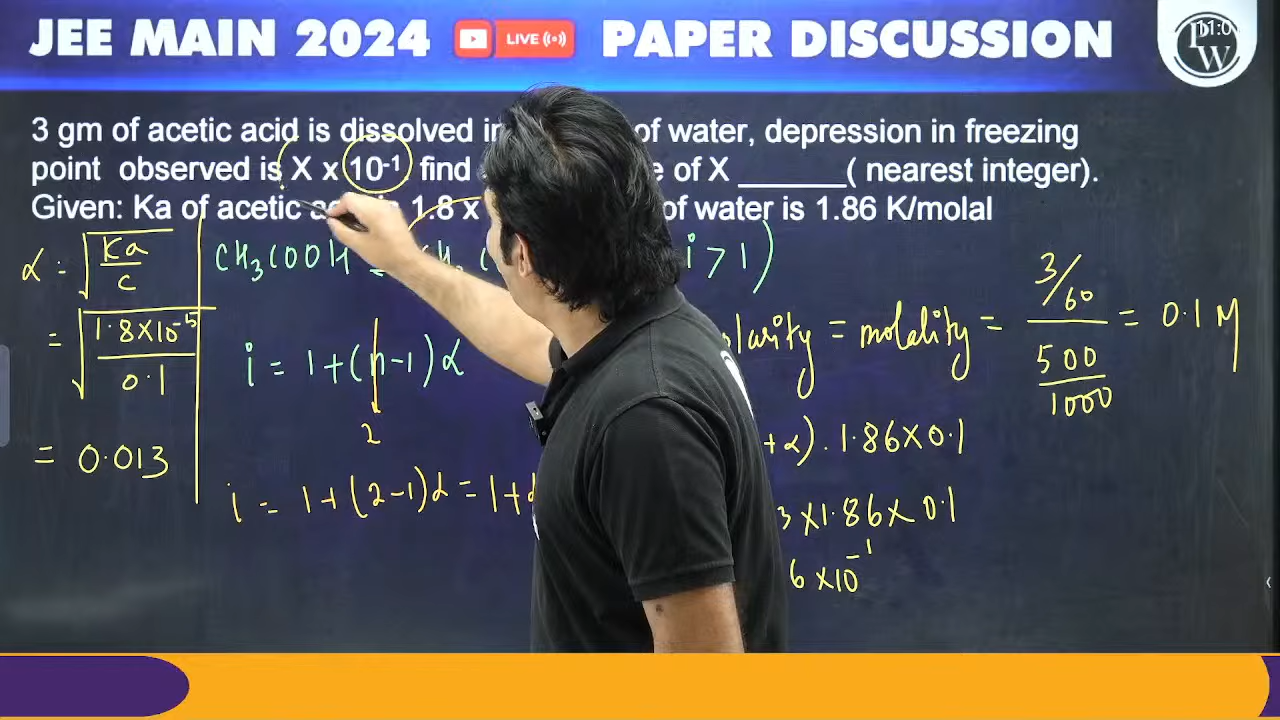 JEE MAIN 2024 LIVE PAPER DISCUSSION
11:0
PW
3 gm of acetic acid is dissolved in of water, depression in freezing
point observed is X x 10⁻¹ find of X ______( nearest integer).
Given: Ka of acetic 1.8 x of water is 1.86 K/molal
α = √(Ka/C)
= √(1.8×10⁻⁵/0.1)
= 0.013
CH₃COOH i > 1)
i = 1+(n-1)α
2
i = 1+(2-1)α = 1+α
molality = (3/60)/(500/1000) = 0.1 M
+α).1.86×0.1
3×1.86×0.1
6×10⁻¹